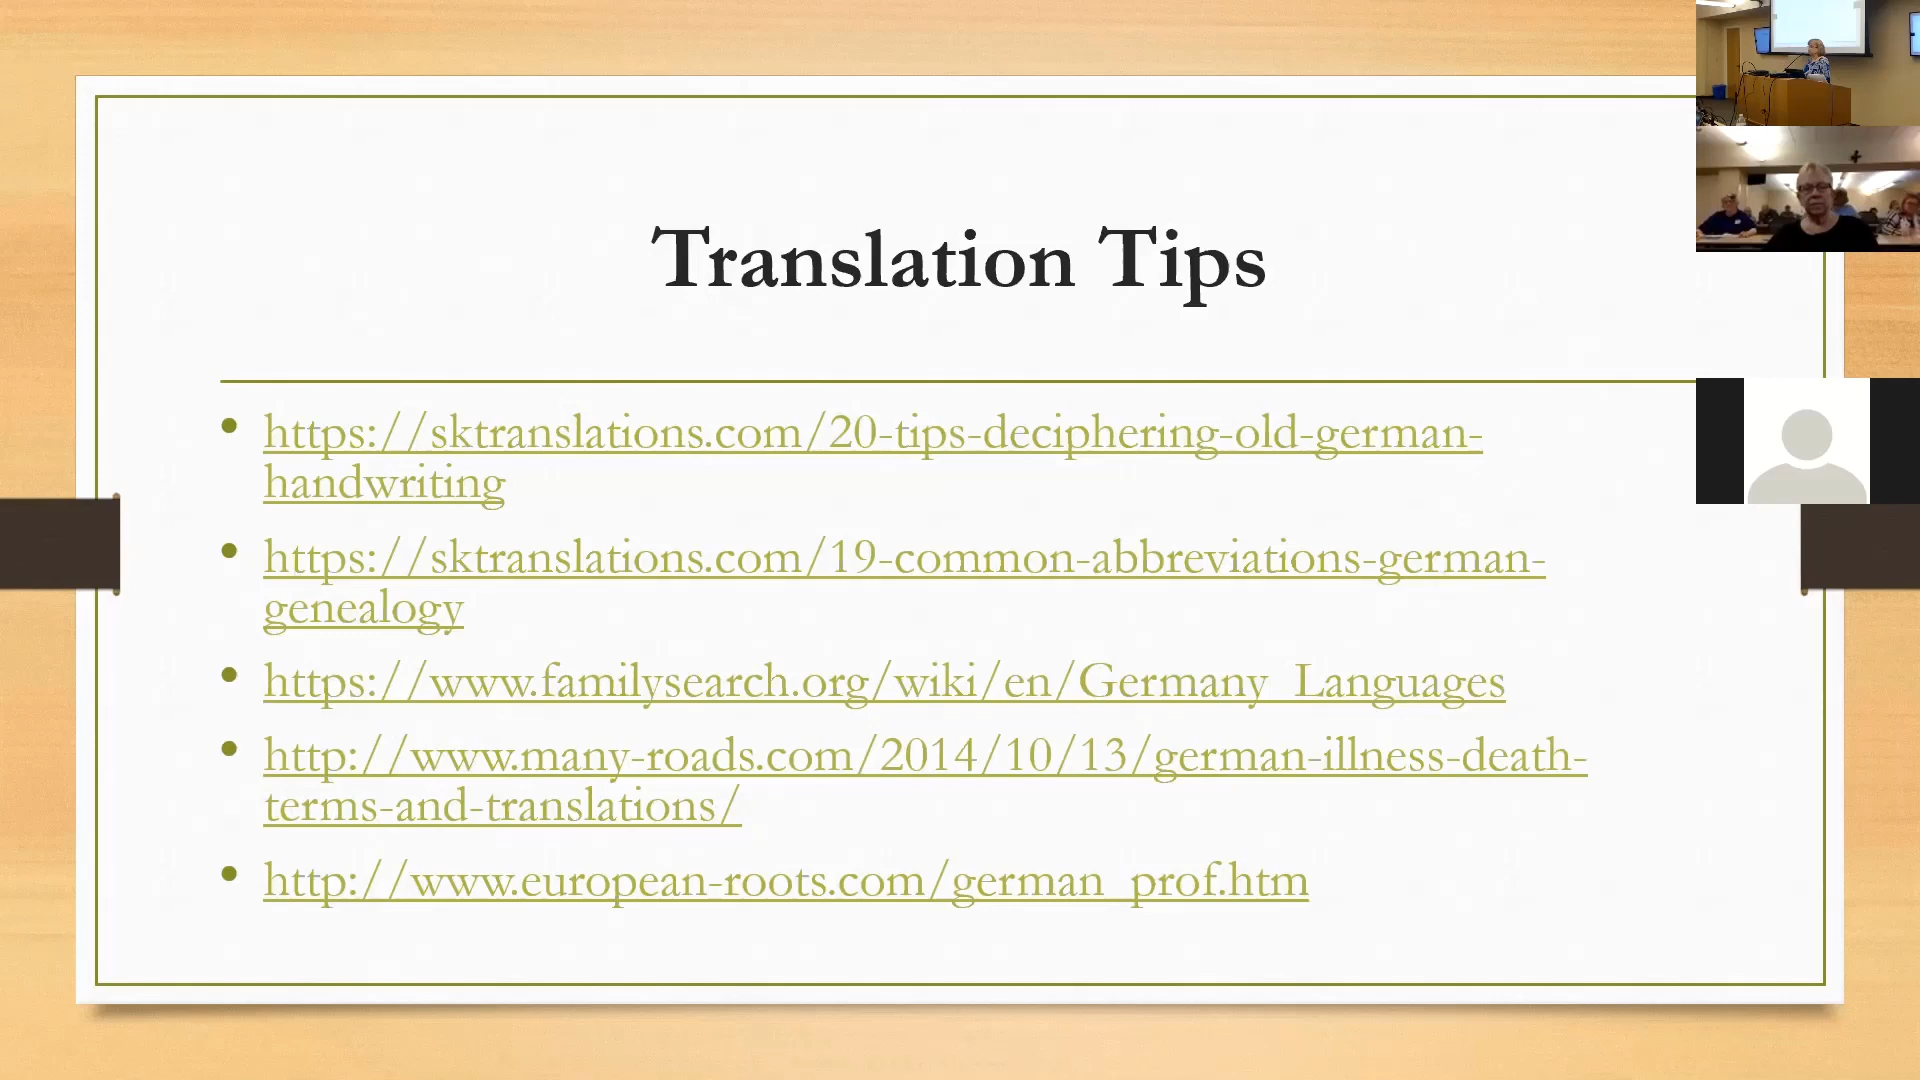 Translation Tips
• https://sktranslations.com/20-tips-deciphering-old-german-
handwriting
• https://sktranslations.com/19-common-abbreviations-german-
genealogy
• https://www.familysearch.org/wiki/en/Germany_Languages
• http://www.many-roads.com/2014/10/13/german-illness-death-
terms-and-translations/
• http://www.european-roots.com/german_prof.htm